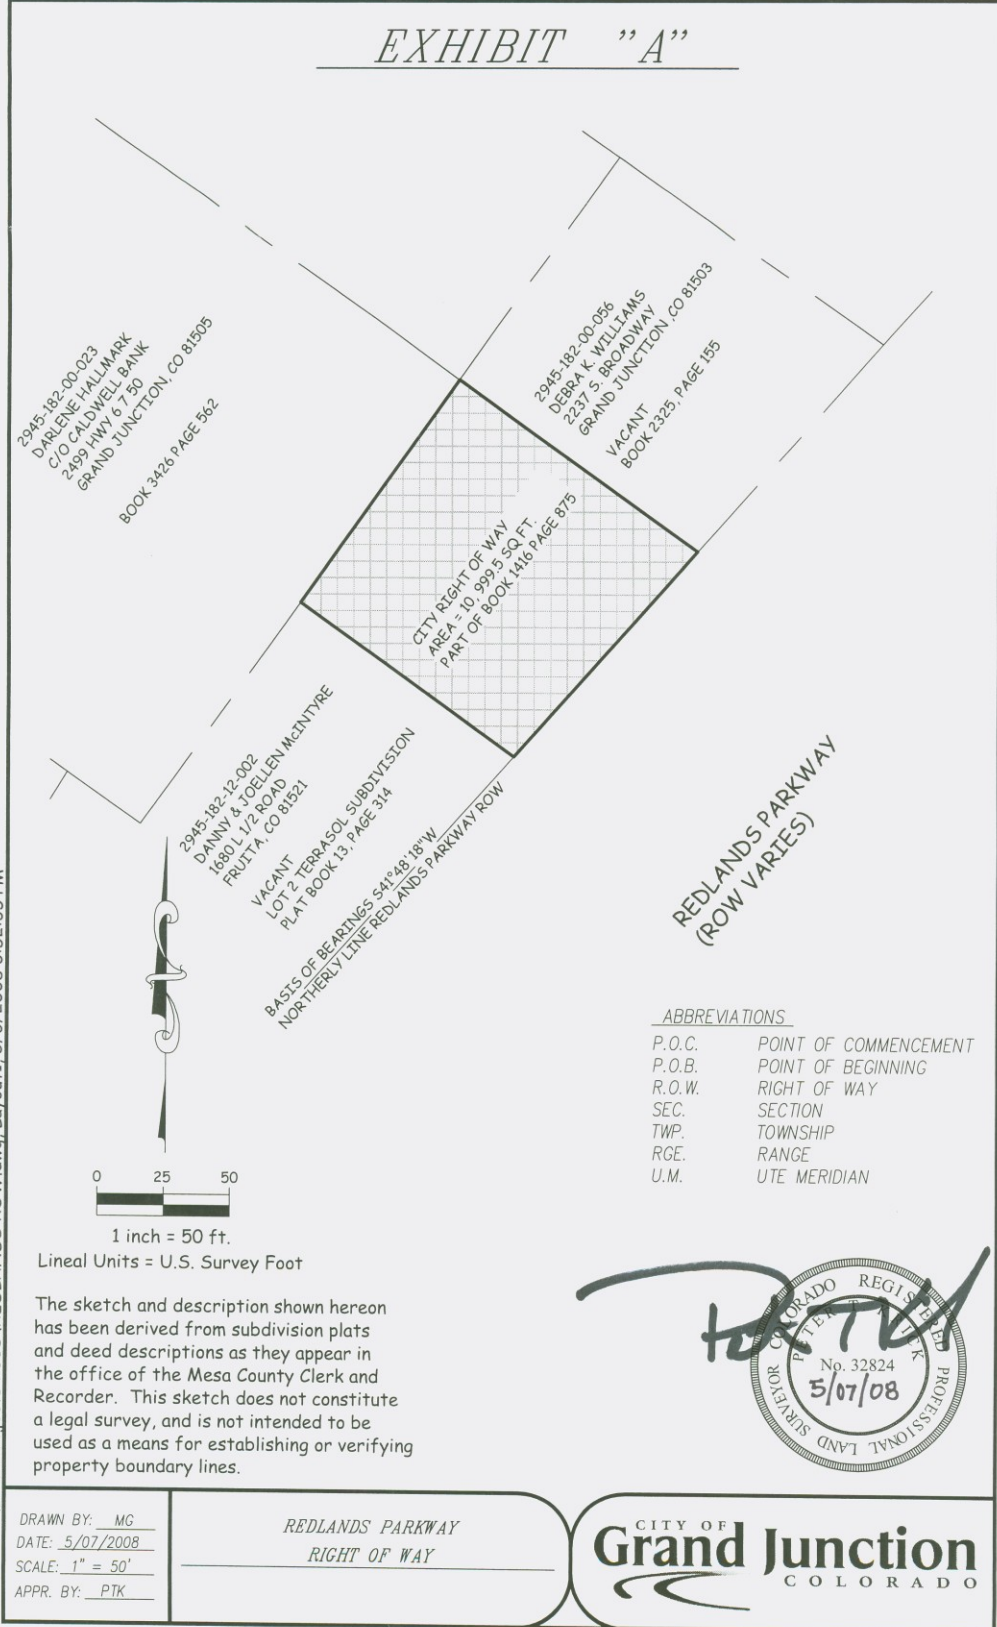 EXHIBIT "A"
2945-182-00-023
DARLENE HALLMARK
C/O CALDWELL BANK
2499 HWY 6 7 50
GRAND JUNCTION, CO 81505
BOOK 3426 PAGE 562
2945-182-00-056
DEBRA K. WILLIAMS
2237 S. BROADWAY
GRAND JUNCTION ,CO 81503
VACANT
BOOK 2325, PAGE 155
CITY RIGHT OF WAY
AREA = 10, 999.5 SQ FT.
PART OF BOOK 1416 PAGE 875
2945-182-12-002
DANNY & JOELLEN McINTYRE
1680 L 1/2 ROAD
FRUITA, CO 81521
VACANT
LOT 2 TERRASOL SUBDIVISION
PLAT BOOK 13, PAGE 314
BASIS OF BEARINGS S41°48'18"W
NORTHERLY LINE REDLANDS PARKWAY ROW
REDLANDS PARKWAY
(ROW VARIES)
ABBREVIATIONS
P.O.C. POINT OF COMMENCEMENT
P.O.B. POINT OF BEGINNING
R.O.W. RIGHT OF WAY
SEC. SECTION
TWP. TOWNSHIP
RGE. RANGE
U.M. UTE MERIDIAN
0 25 50
1 inch = 50 ft.
Lineal Units = U.S. Survey Foot
The sketch and description shown hereon
has been derived from subdivision plats
and deed descriptions as they appear in
the office of the Mesa County Clerk and
Recorder. This sketch does not constitute
a legal survey, and is not intended to be
used as a means for establishing or verifying
property boundary lines.
COLORADO REGISTERED
PROFESSIONAL LAND SURVEYOR
PETER T.
No. 32824
5/07/08
DRAWN BY: MG
DATE: 5/07/2008
SCALE: 1" = 50'
APPR. BY: PTK
REDLANDS PARKWAY
RIGHT OF WAY
CITY OF
Grand Junction
COLORADO